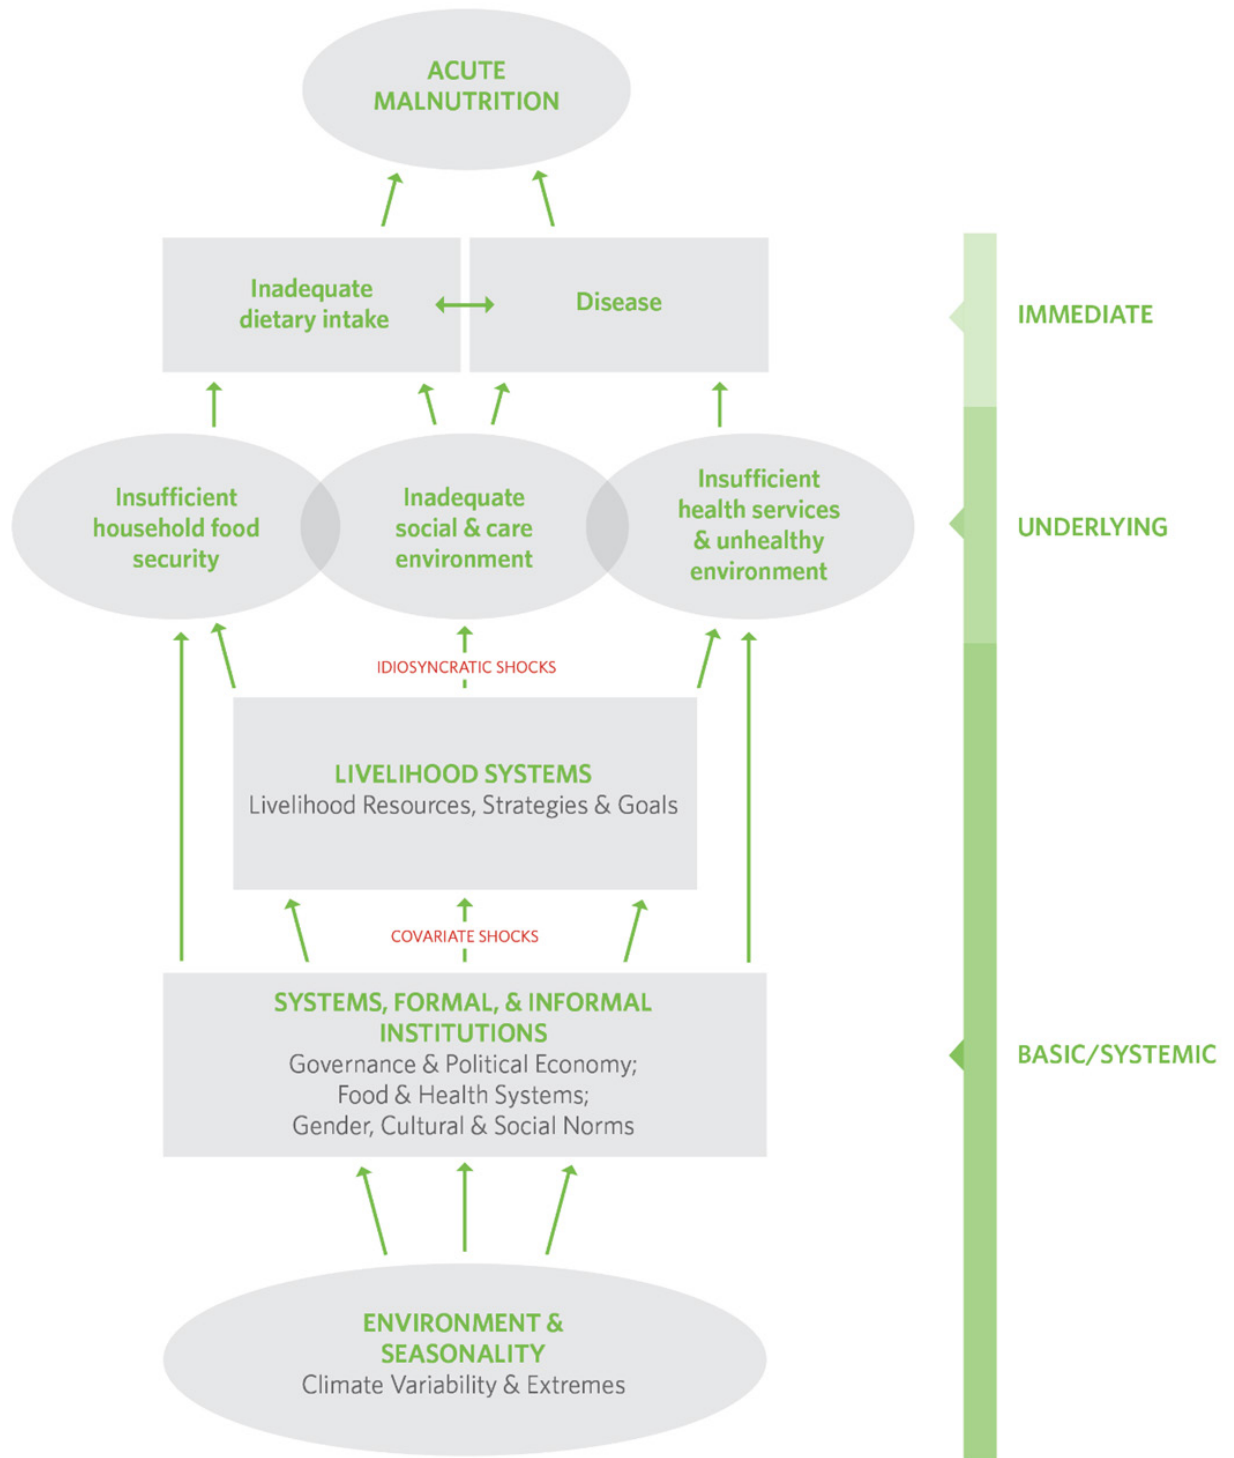 ACUTE
MALNUTRITION
Inadequate
dietary intake
Disease
IMMEDIATE
Insufficient
household food
security
Inadequate
social & care
environment
Insufficient
health services
& unhealthy
environment
UNDERLYING
IDIOSYNCRATIC SHOCKS
LIVELIHOOD SYSTEMS
Livelihood Resources, Strategies & Goals
COVARIATE SHOCKS
SYSTEMS, FORMAL, & INFORMAL
INSTITUTIONS
Governance & Political Economy;
Food & Health Systems;
Gender, Cultural & Social Norms
BASIC/SYSTEMIC
ENVIRONMENT &
SEASONALITY
Climate Variability & Extremes